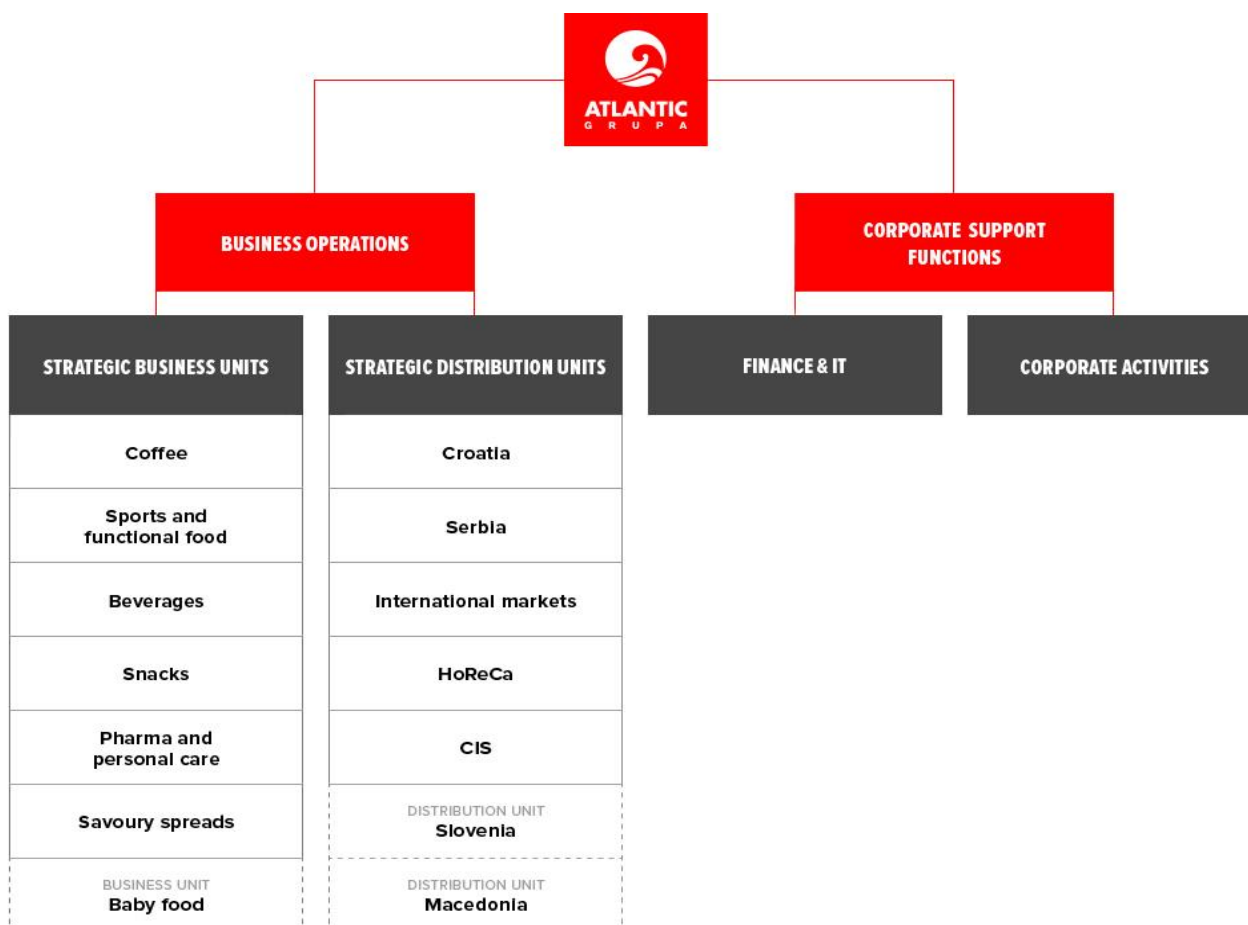 ATLANTIC
GRUPA
BUSINESS OPERATIONS
CORPORATE SUPPORT
FUNCTIONS
STRATEGIC BUSINESS UNITS
STRATEGIC DISTRIBUTION UNITS
FINANCE & IT
CORPORATE ACTIVITIES
Coffee
Sports and
functional food
Beverages
Snacks
Pharma and
personal care
Savoury spreads
BUSINESS UNIT
Baby food
Croatia
Serbia
International markets
HoReCa
CIS
DISTRIBUTION UNIT
Slovenia
DISTRIBUTION UNIT
Macedonia